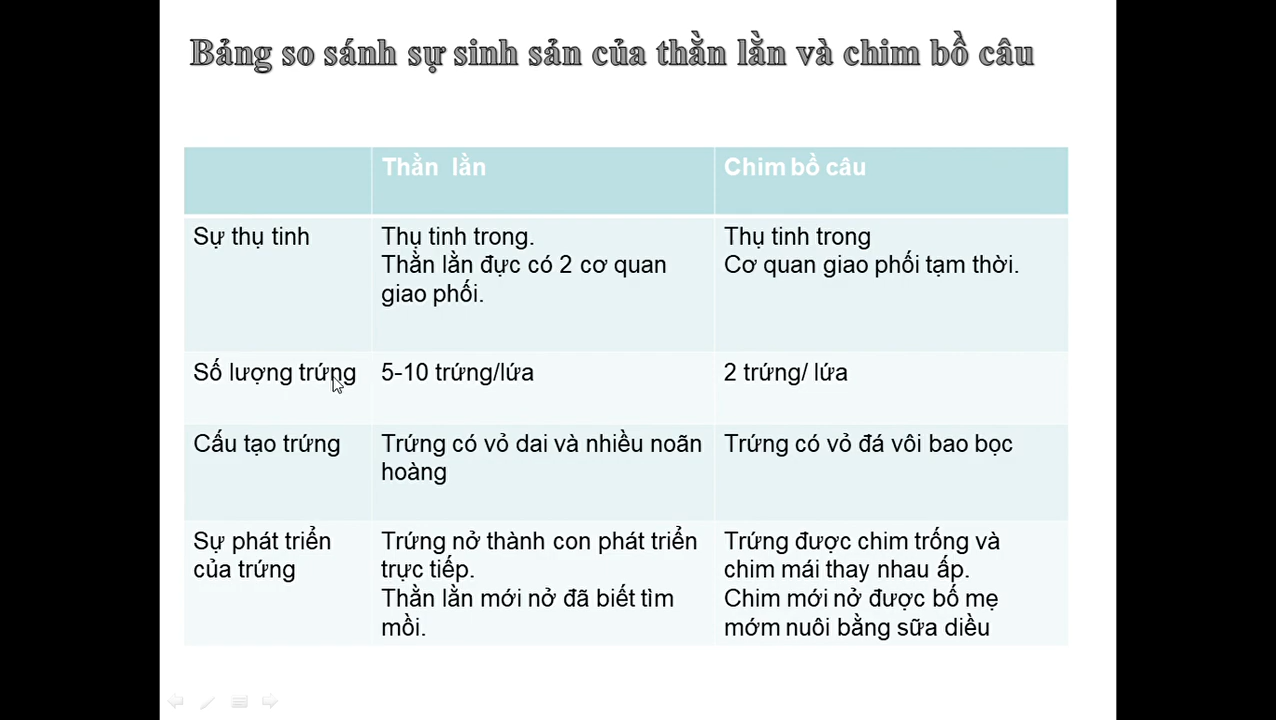 Bảng so sánh sự sinh sản của thằn lằn và chim bồ câu
Thằn lằn
Chim bồ câu
Sự thụ tinh
Thụ tinh trong.
Thằn lằn đực có 2 cơ quan
giao phối.
Thụ tinh trong
Cơ quan giao phối tạm thời.
Số lượng trứng
5-10 trứng/lứa
2 trứng/ lứa
Cấu tạo trứng
Trứng có vỏ dai và nhiều noãn
hoàng
Trứng có vỏ đá vôi bao bọc
Sự phát triển
của trứng
Trứng nở thành con phát triển
trực tiếp.
Thằn lằn mới nở đã biết tìm
mồi.
Trứng được chim trống và
chim mái thay nhau ấp.
Chim mới nở được bố mẹ
mớm nuôi bằng sữa diều